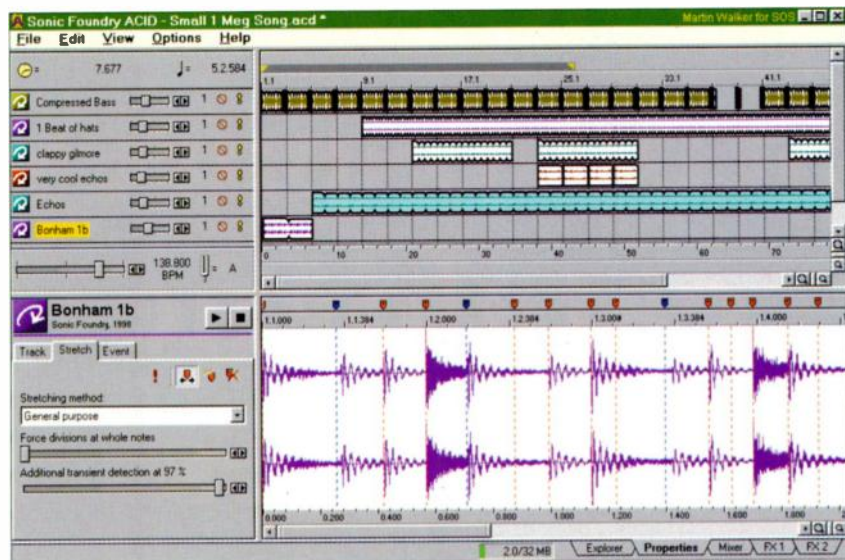 Sonic Foundry ACID - Small 1 Meg Song.acd *
Martin Walker for SOS
File Edit View Options Help
= 7.677 = 5.2.584
1.1 9.1 17.1 25.1 33.1 41.1
Compressed Bass 1
1 Beat of hats 1
clappy gilmore 1
very cool echos 1
Echos 1
Bonham 1b 1
0 10 20 30 40 50 60 70
138.800 BPM = A
Bonham 1b
Sonic Foundry, 1998
Track Stretch Event
Stretching method:
General purpose
Force divisions at whole notes
Additional transient detection at 97 %
1.1.000 1.1.384 1.2.000 1.2.384 1.3.000 1.3.384 1.4.000
0.000 0.200 0.400 0.600 0.800 1.000 1.200 1.400 1.600 1.800
2.0/32 MB
Explorer Properties Mixer FX 1 FX 2